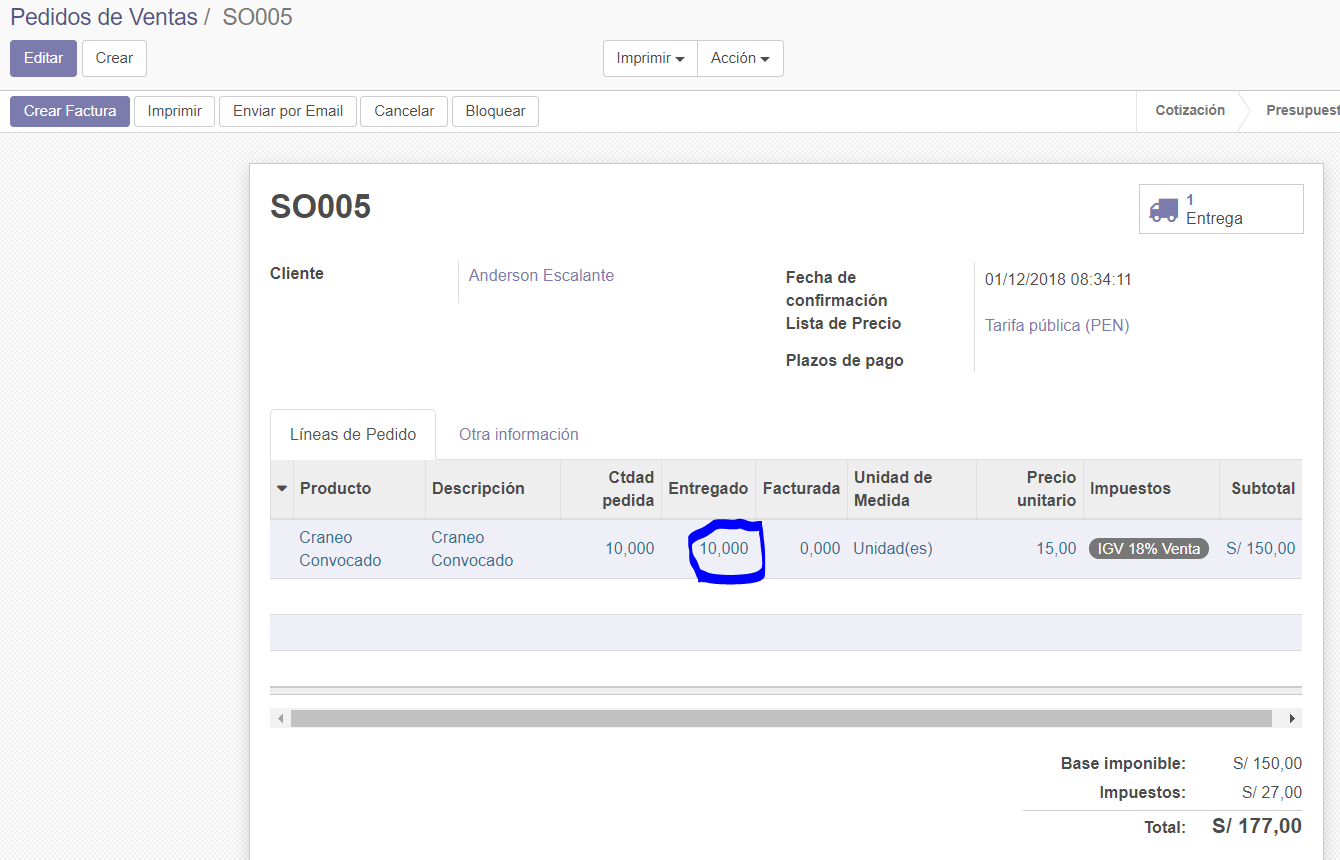 Pedidos de Ventas / SO005
Editar Crear Imprimir Acción
Crear Factura Imprimir Enviar por Email Cancelar Bloquear Cotización Presupuest
SO005
1
Entrega
Cliente Anderson Escalante
Fecha de confirmación 01/12/2018 08:34:11
Lista de Precio Tarifa pública (PEN)
Plazos de pago
Líneas de Pedido Otra información
Producto Descripción Ctdad pedida Entregado Facturada Unidad de Medida Precio unitario Impuestos Subtotal
Craneo Convocado Craneo Convocado 10,000 10,000 0,000 Unidad(es) 15,00 IGV 18% Venta S/ 150,00
Base imponible: S/ 150,00
Impuestos: S/ 27,00
Total: S/ 177,00